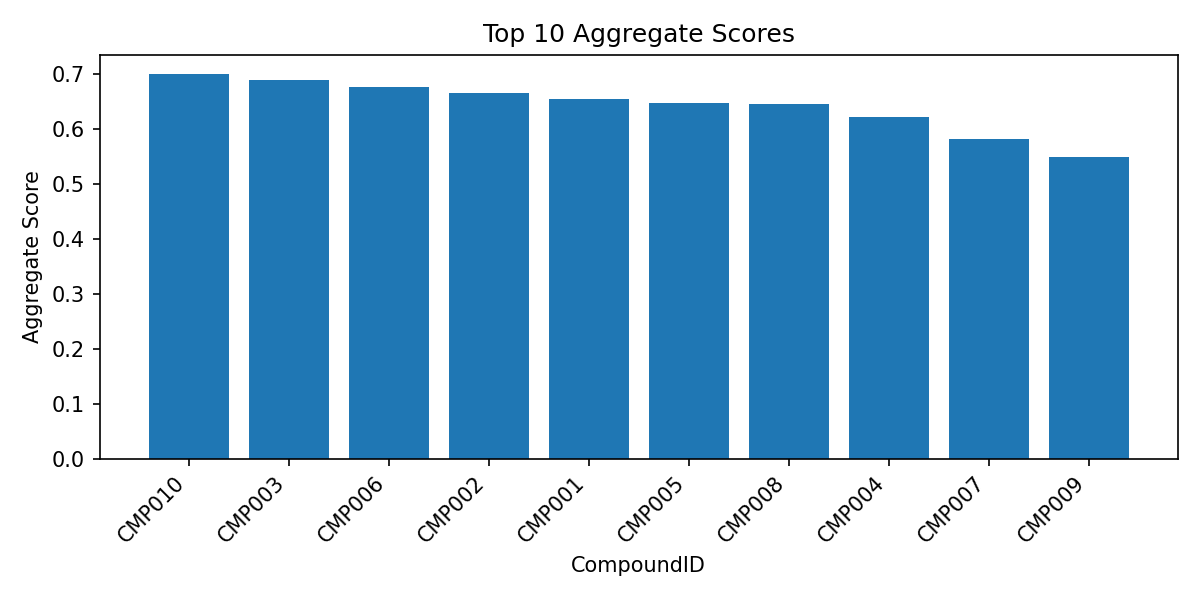 Top 10 Aggregate Scores
Aggregate Score
0.7
0.6
0.5
0.4
0.3
0.2
0.1
0.0
CMP010
CMP003
CMP006
CMP002
CMP001
CMP005
CMP008
CMP004
CMP007
CMP009
CompoundID